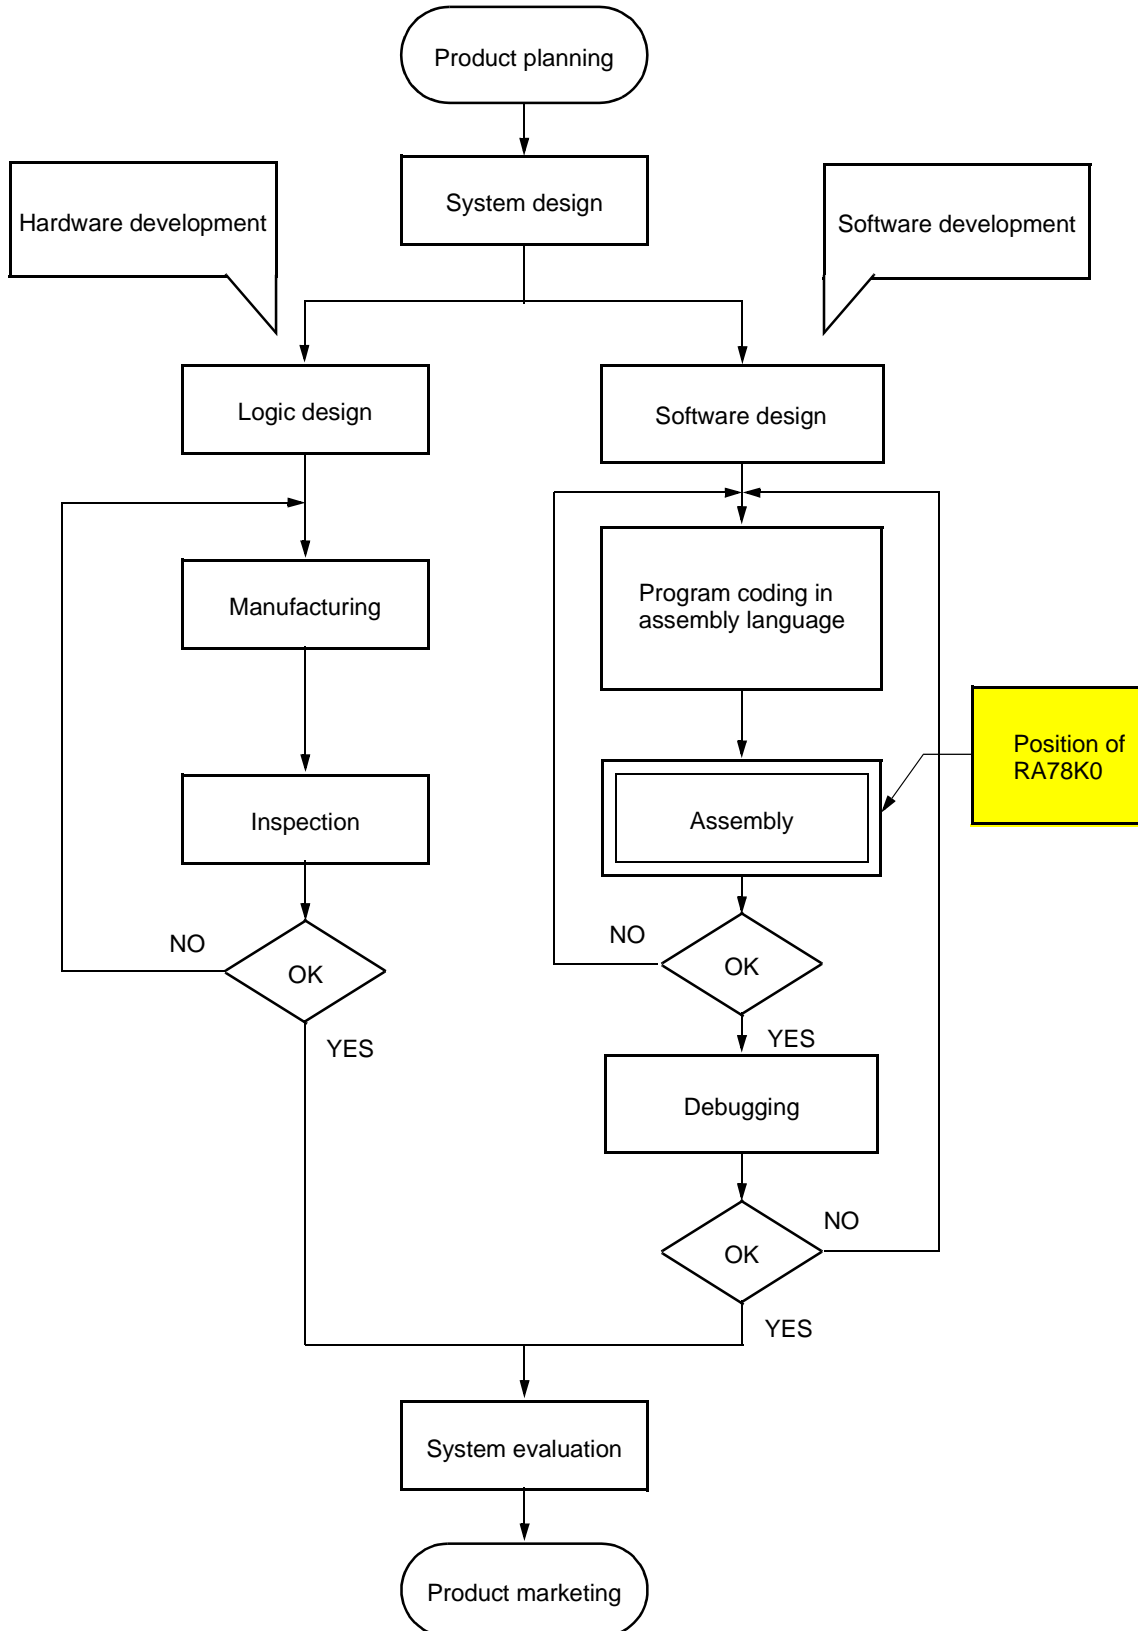 Product planning
System design
Hardware development
Software development
Logic design
Software design
Manufacturing
Program coding in
assembly language
Position of
RA78K0
Inspection
Assembly
NO
OK
YES
NO
OK
YES
Debugging
OK
NO
YES
System evaluation
Product marketing